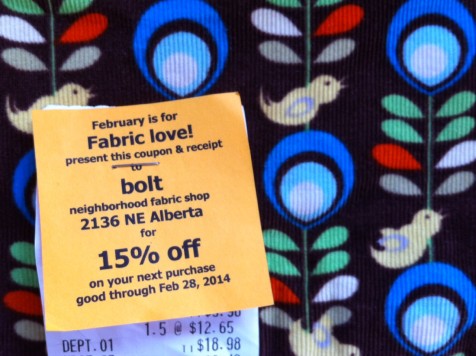 February is for
Fabric love!
present this coupon & receipt
to
bolt
neighborhood fabric shop
2136 NE Alberta
for
15% off
on your next purchase
good through Feb 28, 2014
1.5 @ $12.65
DEPT.01
$18.98